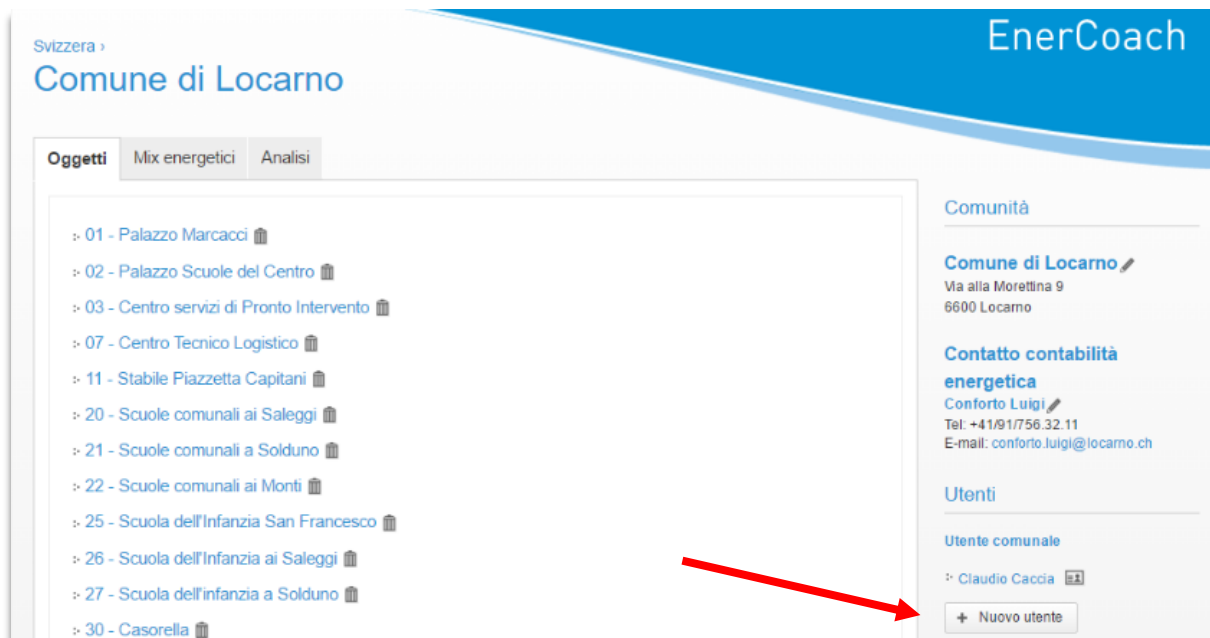 EnerCoach
Svizzera ›
Comune di Locarno
Oggetti Mix energetici Analisi
01 - Palazzo Marcacci
02 - Palazzo Scuole del Centro
03 - Centro servizi di Pronto Intervento
07 - Centro Tecnico Logistico
11 - Stabile Piazzetta Capitani
20 - Scuole comunali ai Saleggi
21 - Scuole comunali a Solduno
22 - Scuole comunali ai Monti
25 - Scuola dell'Infanzia San Francesco
26 - Scuola dell'Infanzia ai Saleggi
27 - Scuola dell'infanzia a Solduno
30 - Casorella
Comunità
Comune di Locarno
Via alla Morettina 9
6600 Locarno
Contatto contabilità
energetica
Conforto Luigi
Tel: +41/91/756.32.11
E-mail: conforto.luigi@locarno.ch
Utenti
Utente comunale
Claudio Caccia
+ Nuovo utente